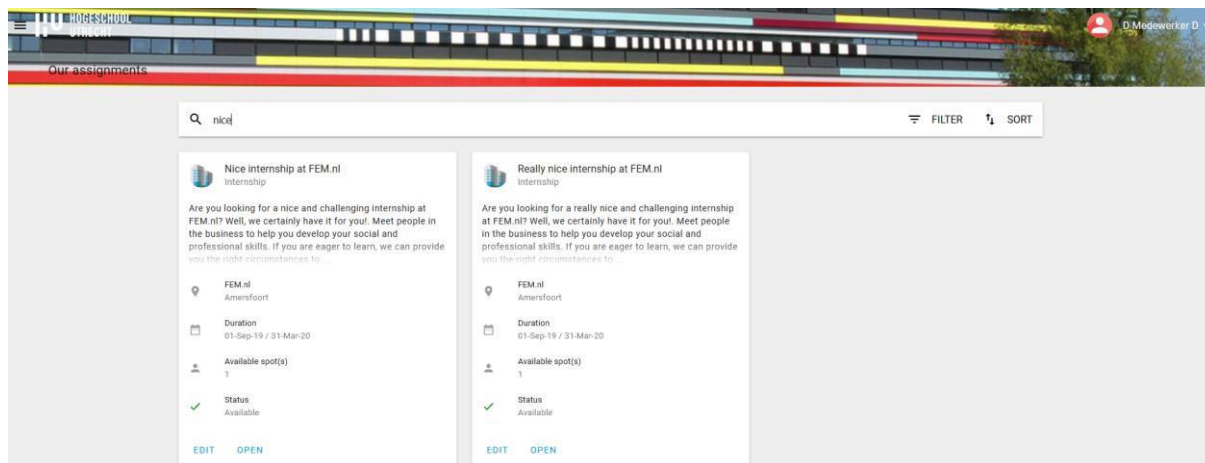 HOGESCHOOL
UTRECHT
D Medewerker D
Our assignments
nice
FILTER
SORT
Nice internship at FEM.nl
Internship
Are you looking for a nice and challenging internship at
FEM.nl? Well, we certainly have it for you!. Meet people in
the business to help you develop your social and
professional skills. If you are eager to learn, we can provide
you the right circumstances to ...
FEM.nl
Amersfoort
Duration
01-Sep-19 / 31-Mar-20
Available spot(s)
1
Status
Available
EDIT OPEN
Really nice internship at FEM.nl
Internship
Are you looking for a really nice and challenging internship
at FEM.nl? Well, we certainly have it for you!. Meet people
in the business to help you develop your social and
professional skills. If you are eager to learn, we can provide
you the right circumstances to ...
FEM.nl
Amersfoort
Duration
01-Sep-19 / 31-Mar-20
Available spot(s)
1
Status
Available
EDIT OPEN